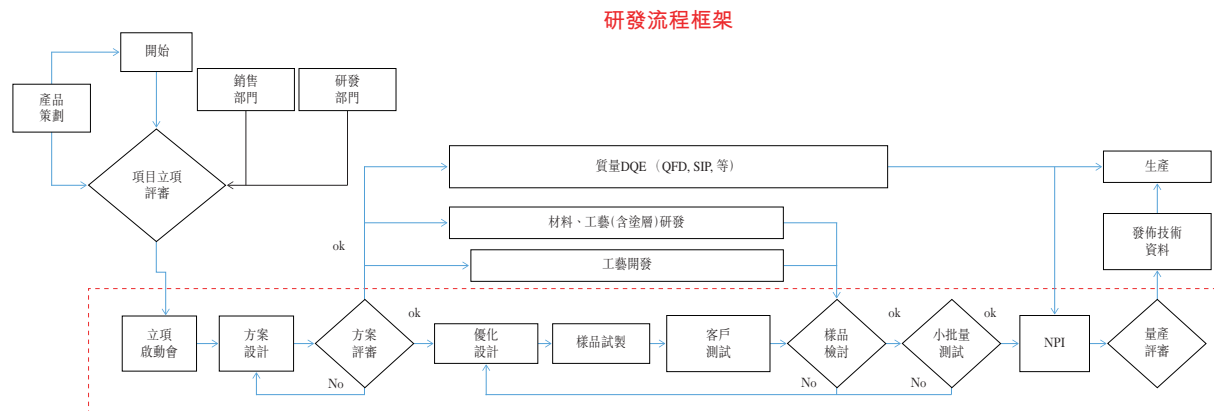 研發流程框架
開始
產品
策劃
銷售
部門
研發
部門
項目立項
評審
質量DQE （QFD, SIP, 等）
生產
材料、工藝(含塗層)研發
發佈技術
資料
ok
工藝開發
立項
啟動會
方案
設計
方案
評審
ok
優化
設計
樣品試製
客戶
測試
樣品
檢討
ok
小批量
測試
ok
NPI
量產
評審
No
No
No